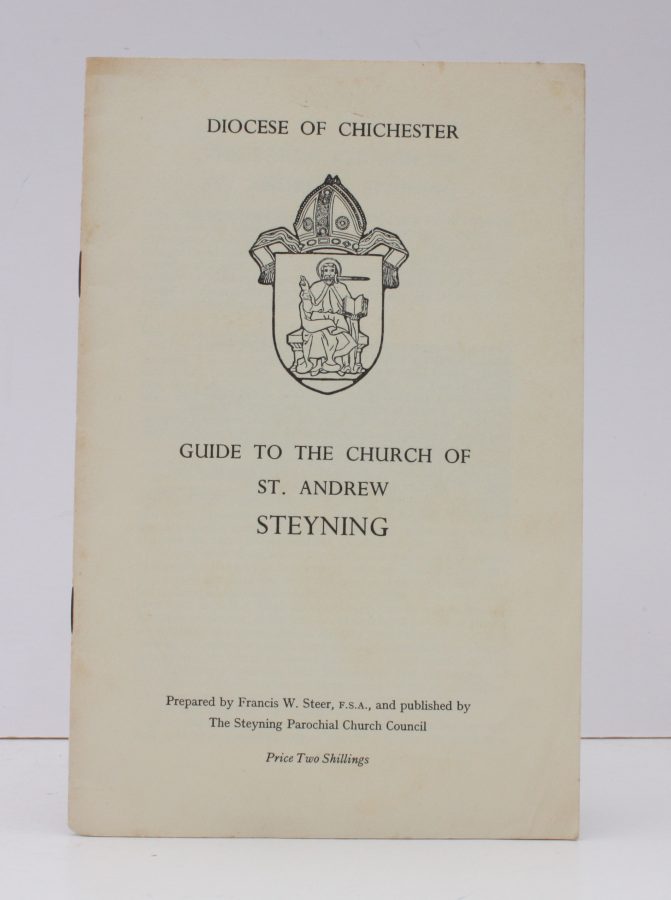 DIOCESE OF CHICHESTER
GUIDE TO THE CHURCH OF
ST. ANDREW
STEYNING
Prepared by Francis W. Steer, F.S.A., and published by
The Steyning Parochial Church Council
Price Two Shillings